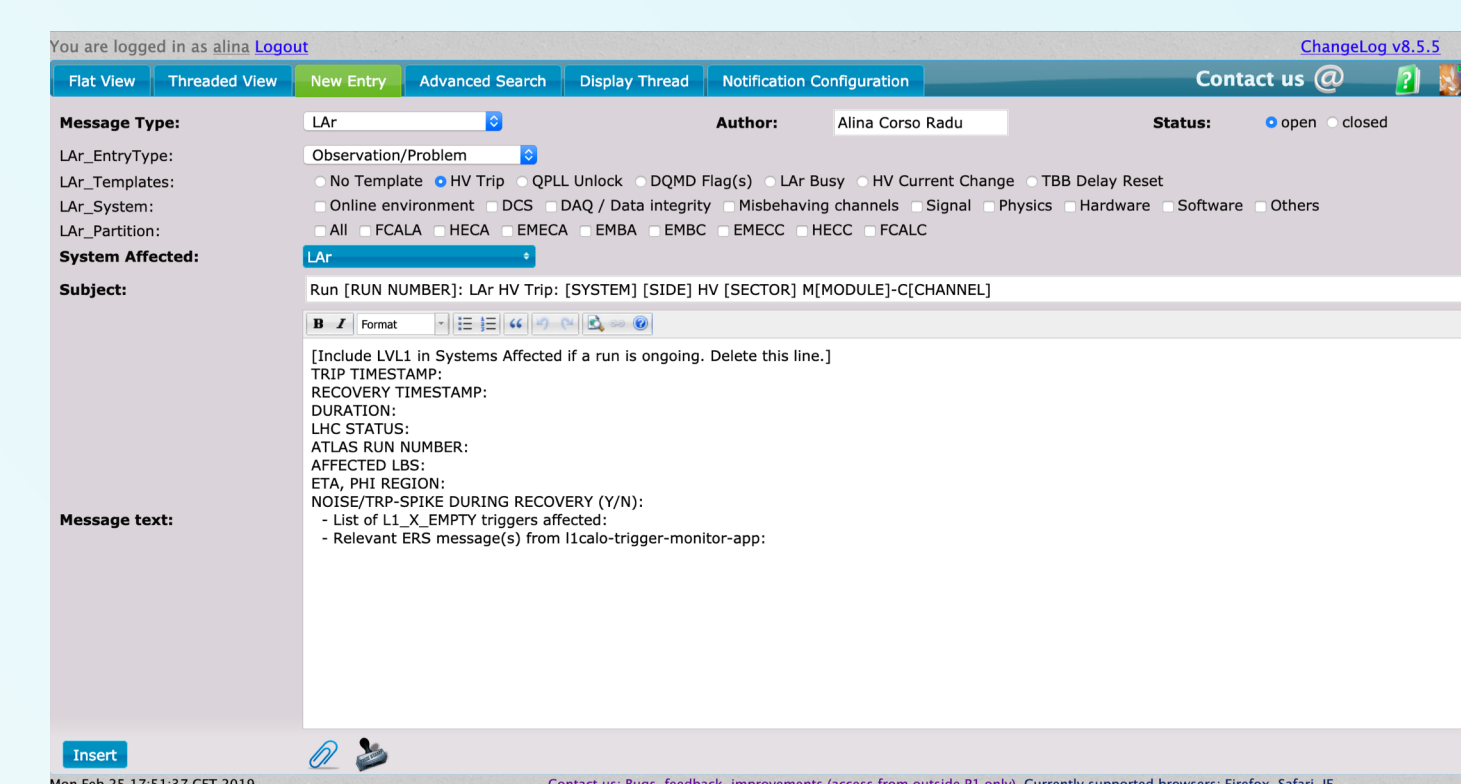 You are logged in as alina Logout ChangeLog v8.5.5
Flat View Threaded View New Entry Advanced Search Display Thread Notification Configuration Contact us @ ?
Message Type: LAr Author: Alina Corso Radu Status: open closed
LAr_EntryType: Observation/Problem
LAr_Templates: No Template HV Trip QPLL Unlock DQMD Flag(s) LAr Busy HV Current Change TBB Delay Reset
LAr_System: Online environment DCS DAQ / Data integrity Misbehaving channels Signal Physics Hardware Software Others
LAr_Partition: All FCALA HECA EMECA EMBA EMBC EMECC HECC FCALC
System Affected: LAr
Subject: Run [RUN NUMBER]: LAr HV Trip: [SYSTEM] [SIDE] HV [SECTOR] M[MODULE]-C[CHANNEL]
B I Format
[Include LVL1 in Systems Affected if a run is ongoing. Delete this line.]
TRIP TIMESTAMP:
RECOVERY TIMESTAMP:
DURATION:
LHC STATUS:
ATLAS RUN NUMBER:
AFFECTED LBS:
ETA, PHI REGION:
NOISE/TRP-SPIKE DURING RECOVERY (Y/N):
Message text: - List of L1_X_EMPTY triggers affected:
- Relevant ERS message(s) from l1calo-trigger-monitor-app:
Insert
Mon Feb 25 17:51:37 CET 2019 Contact us: Bugs, feedback, improvements (access from outside P1 only). Currently supported browsers: Firefox, Safari, IE